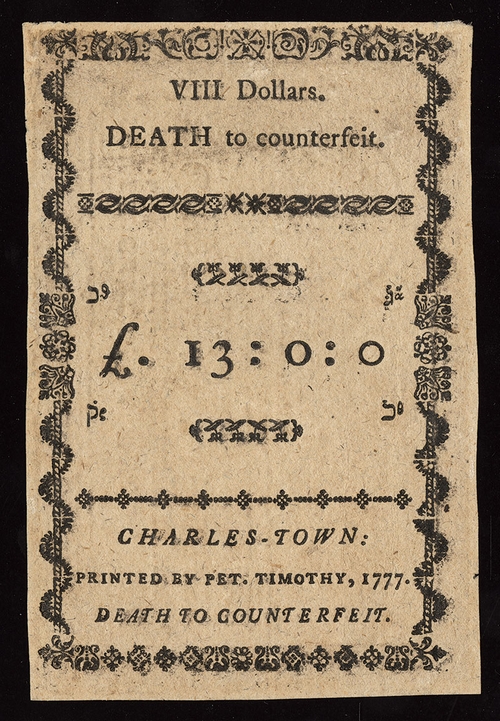 VIII Dollars.
DEATH to counterfeit.
£. 13 : 0 : 0
CHARLES-TOWN:
PRINTED BY PET. TIMOTHY, 1777.
DEATH TO COUNTERFEIT.